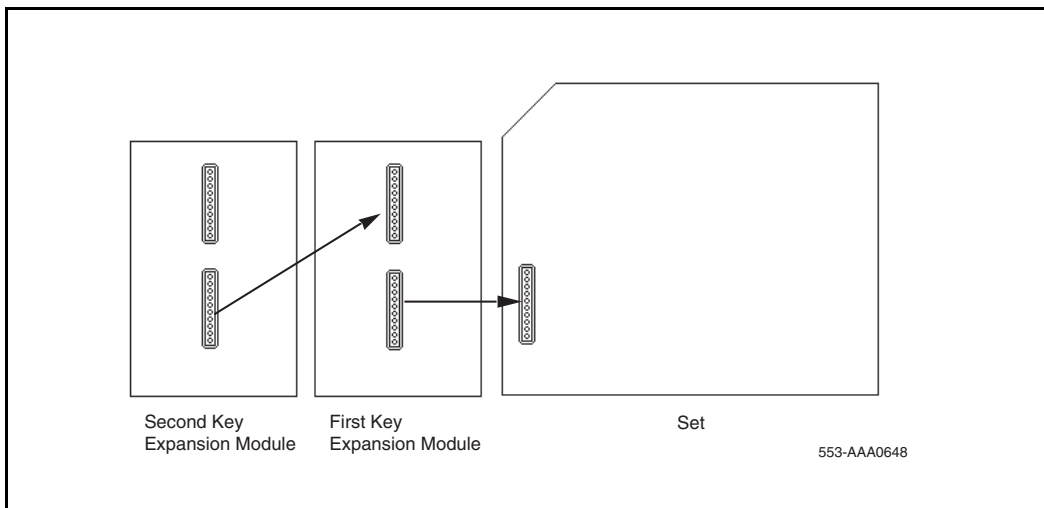 Second Key
Expansion Module
First Key
Expansion Module
Set
553-AAA0648